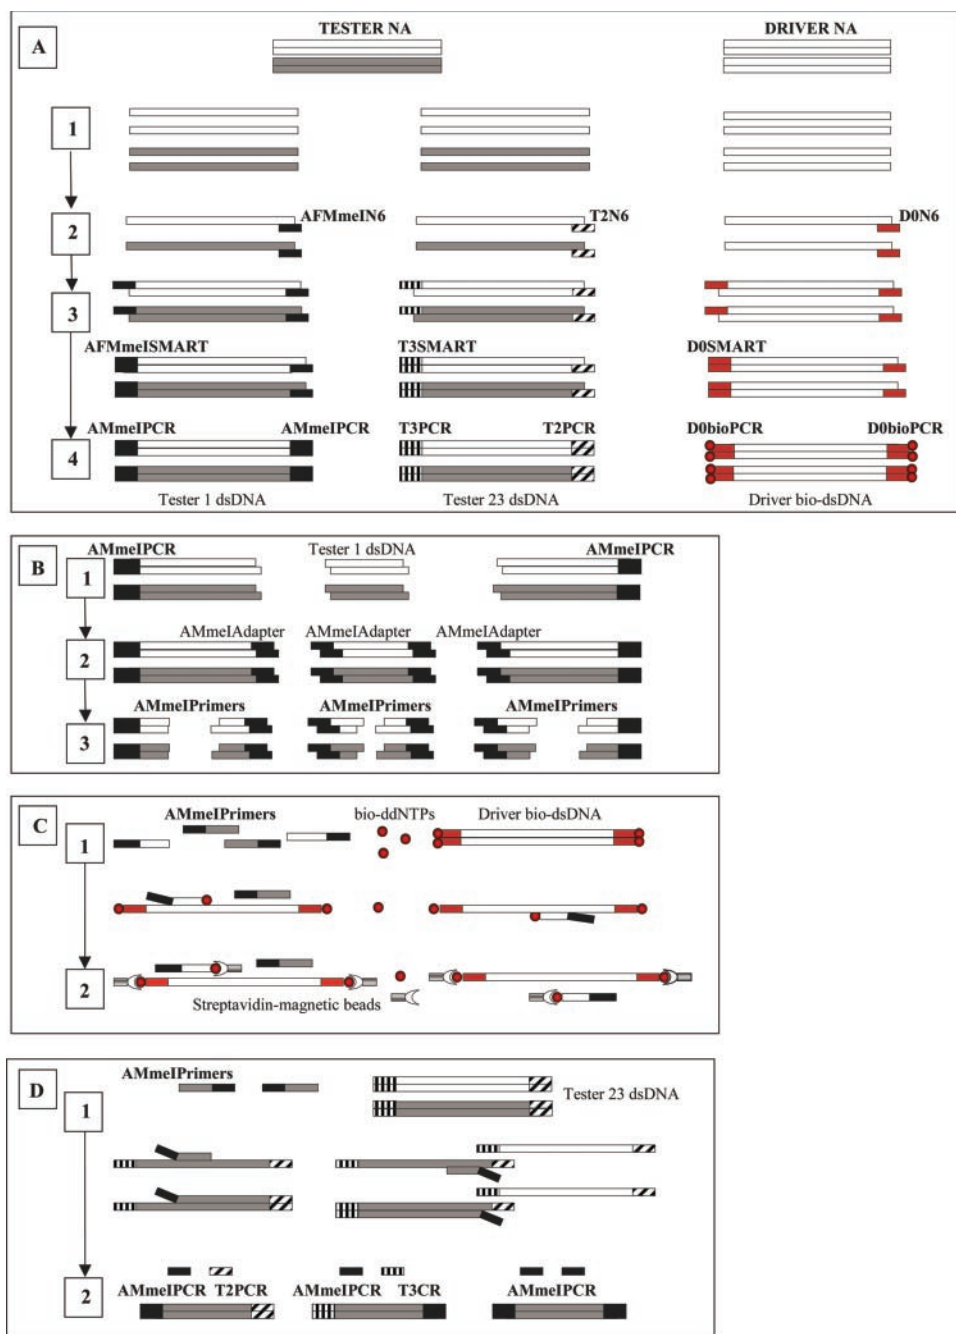 A
TESTER NA DRIVER NA
1
2
AFMmeIN6 T2N6 D0N6
3
AFMmeISMART T3SMART D0SMART
4
AMmeIPCR AMmeIPCR T3PCR T2PCR D0bioPCR D0bioPCR
Tester 1 dsDNA Tester 23 dsDNA Driver bio-dsDNA
B
AMmeIPCR Tester 1 dsDNA AMmeIPCR
1
AMmeIAdapter AMmeIAdapter AMmeIAdapter
2
AMmeIPrimers AMmeIPrimers AMmeIPrimers
3
C
AMmeIPrimers bio-ddNTPs Driver bio-dsDNA
1
2
Streptavidin-magnetic beads
D
AMmeIPrimers
Tester 23 dsDNA
1
2
AMmeIPCR T2PCR AMmeIPCR T3CR AMmeIPCR